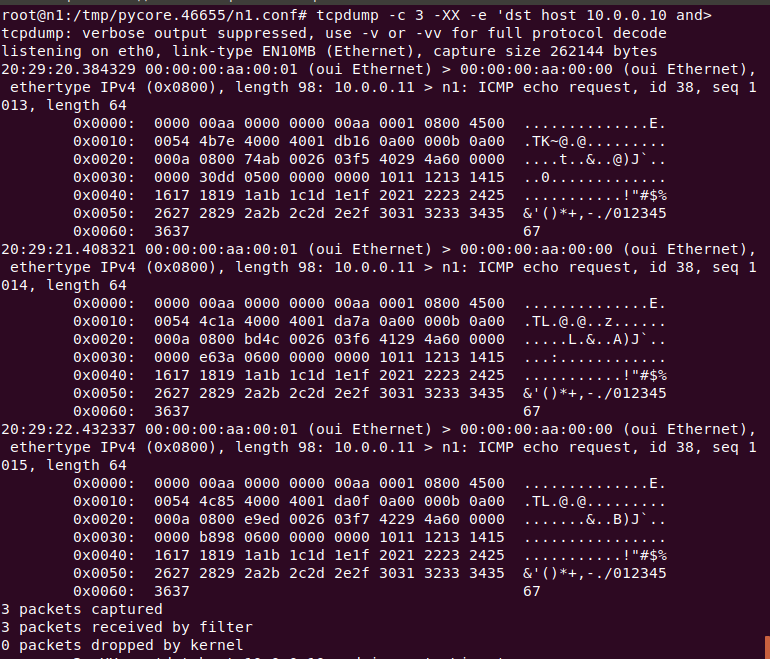 root@n1:/tmp/pycore.46655/n1.conf# tcpdump -c 3 -XX -e 'dst host 10.0.0.10 and>
tcpdump: verbose output suppressed, use -v or -vv for full protocol decode
listening on eth0, link-type EN10MB (Ethernet), capture size 262144 bytes
20:29:20.384329 00:00:00:aa:00:01 (oui Ethernet) > 00:00:00:aa:00:00 (oui Ethernet),
 ethertype IPv4 (0x0800), length 98: 10.0.0.11 > n1: ICMP echo request, id 38, seq 1
013, length 64
        0x0000:  0000 00aa 0000 0000 00aa 0001 0800 4500  ..............E.
        0x0010:  0054 4b7e 4000 4001 db16 0a00 000b 0a00  .TK~@.@.........
        0x0020:  000a 0800 74ab 0026 03f5 4029 4a60 0000  ....t..&..@)J`..
        0x0030:  0000 30dd 0500 0000 0000 1011 1213 1415  ..0.............
        0x0040:  1617 1819 1a1b 1c1d 1e1f 2021 2223 2425  ...........!"#$%
        0x0050:  2627 2829 2a2b 2c2d 2e2f 3031 3233 3435  &'()*+,-./012345
        0x0060:  3637                                     67
20:29:21.408321 00:00:00:aa:00:01 (oui Ethernet) > 00:00:00:aa:00:00 (oui Ethernet),
 ethertype IPv4 (0x0800), length 98: 10.0.0.11 > n1: ICMP echo request, id 38, seq 1
014, length 64
        0x0000:  0000 00aa 0000 0000 00aa 0001 0800 4500  ..............E.
        0x0010:  0054 4c1a 4000 4001 da7a 0a00 000b 0a00  .TL.@.@..z......
        0x0020:  000a 0800 bd4c 0026 03f6 4129 4a60 0000  .....L.&..A)J`..
        0x0030:  0000 e63a 0600 0000 0000 1011 1213 1415  ...:............
        0x0040:  1617 1819 1a1b 1c1d 1e1f 2021 2223 2425  ...........!"#$%
        0x0050:  2627 2829 2a2b 2c2d 2e2f 3031 3233 3435  &'()*+,-./012345
        0x0060:  3637                                     67
20:29:22.432337 00:00:00:aa:00:01 (oui Ethernet) > 00:00:00:aa:00:00 (oui Ethernet),
 ethertype IPv4 (0x0800), length 98: 10.0.0.11 > n1: ICMP echo request, id 38, seq 1
015, length 64
        0x0000:  0000 00aa 0000 0000 00aa 0001 0800 4500  ..............E.
        0x0010:  0054 4c85 4000 4001 da0f 0a00 000b 0a00  .TL.@.@.........
        0x0020:  000a 0800 e9ed 0026 03f7 4229 4a60 0000  .......&..B)J`..
        0x0030:  0000 b898 0600 0000 0000 1011 1213 1415  ................
        0x0040:  1617 1819 1a1b 1c1d 1e1f 2021 2223 2425  ...........!"#$%
        0x0050:  2627 2829 2a2b 2c2d 2e2f 3031 3233 3435  &'()*+,-./012345
        0x0060:  3637                                     67
3 packets captured
3 packets received by filter
0 packets dropped by kernel